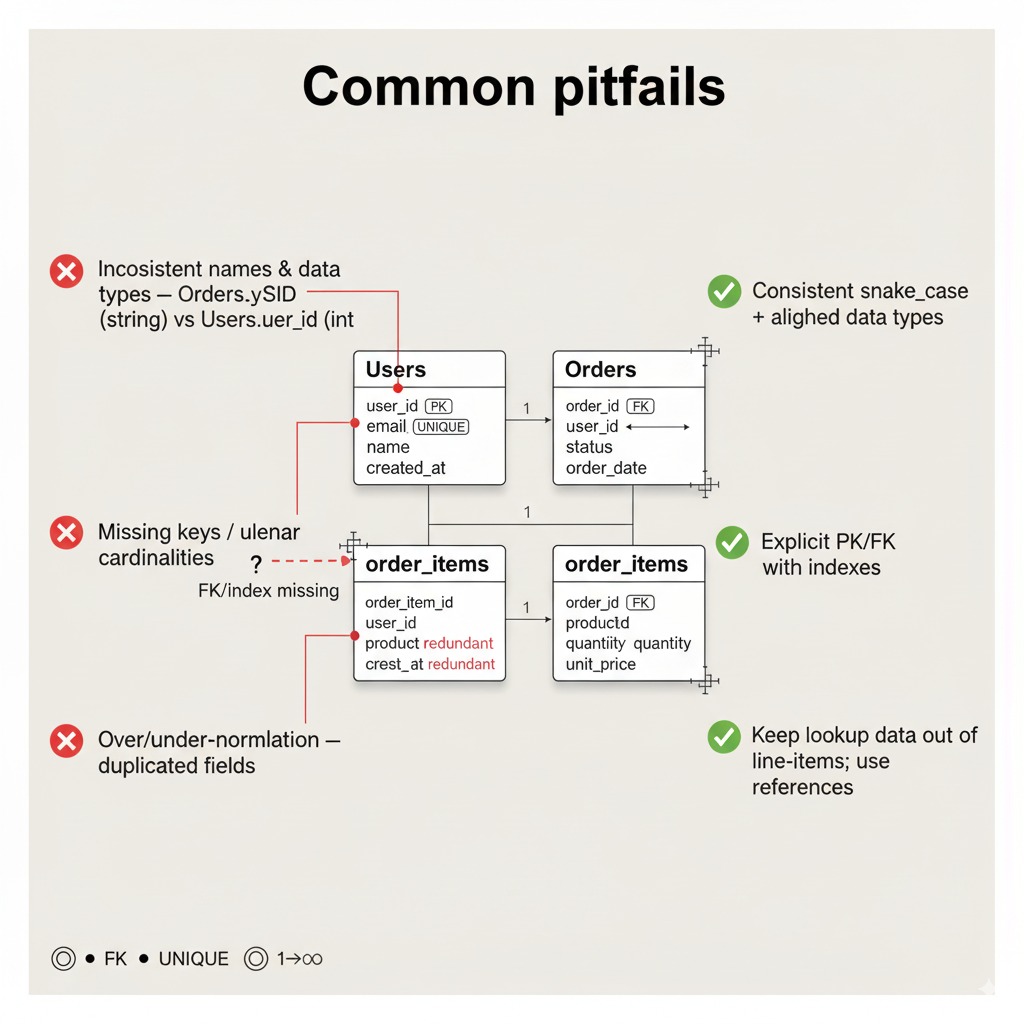 Common pitfails
Incosistent names & data
types – Orders.ySID
(string) vs Users.uer_id (int
Consistent snake_case
+ alighed data types
Users
user_id PK
email. UNIQUE
name
created_at
1
Orders
order_id FK
user_id
status
order_date
1
Missing keys / ulenar
cardinalities
?
FK/index missing
Explicit PK/FK
with indexes
order_items
order_item_id
user_id
product redundant
crest_at redundant
1
order_items
order_id FK
productd
quantiity quantity
unit_price
Over/under-normlation –
duplicated fields
Keep lookup data out of
line-items; use
references
FK • UNIQUE 1→∞